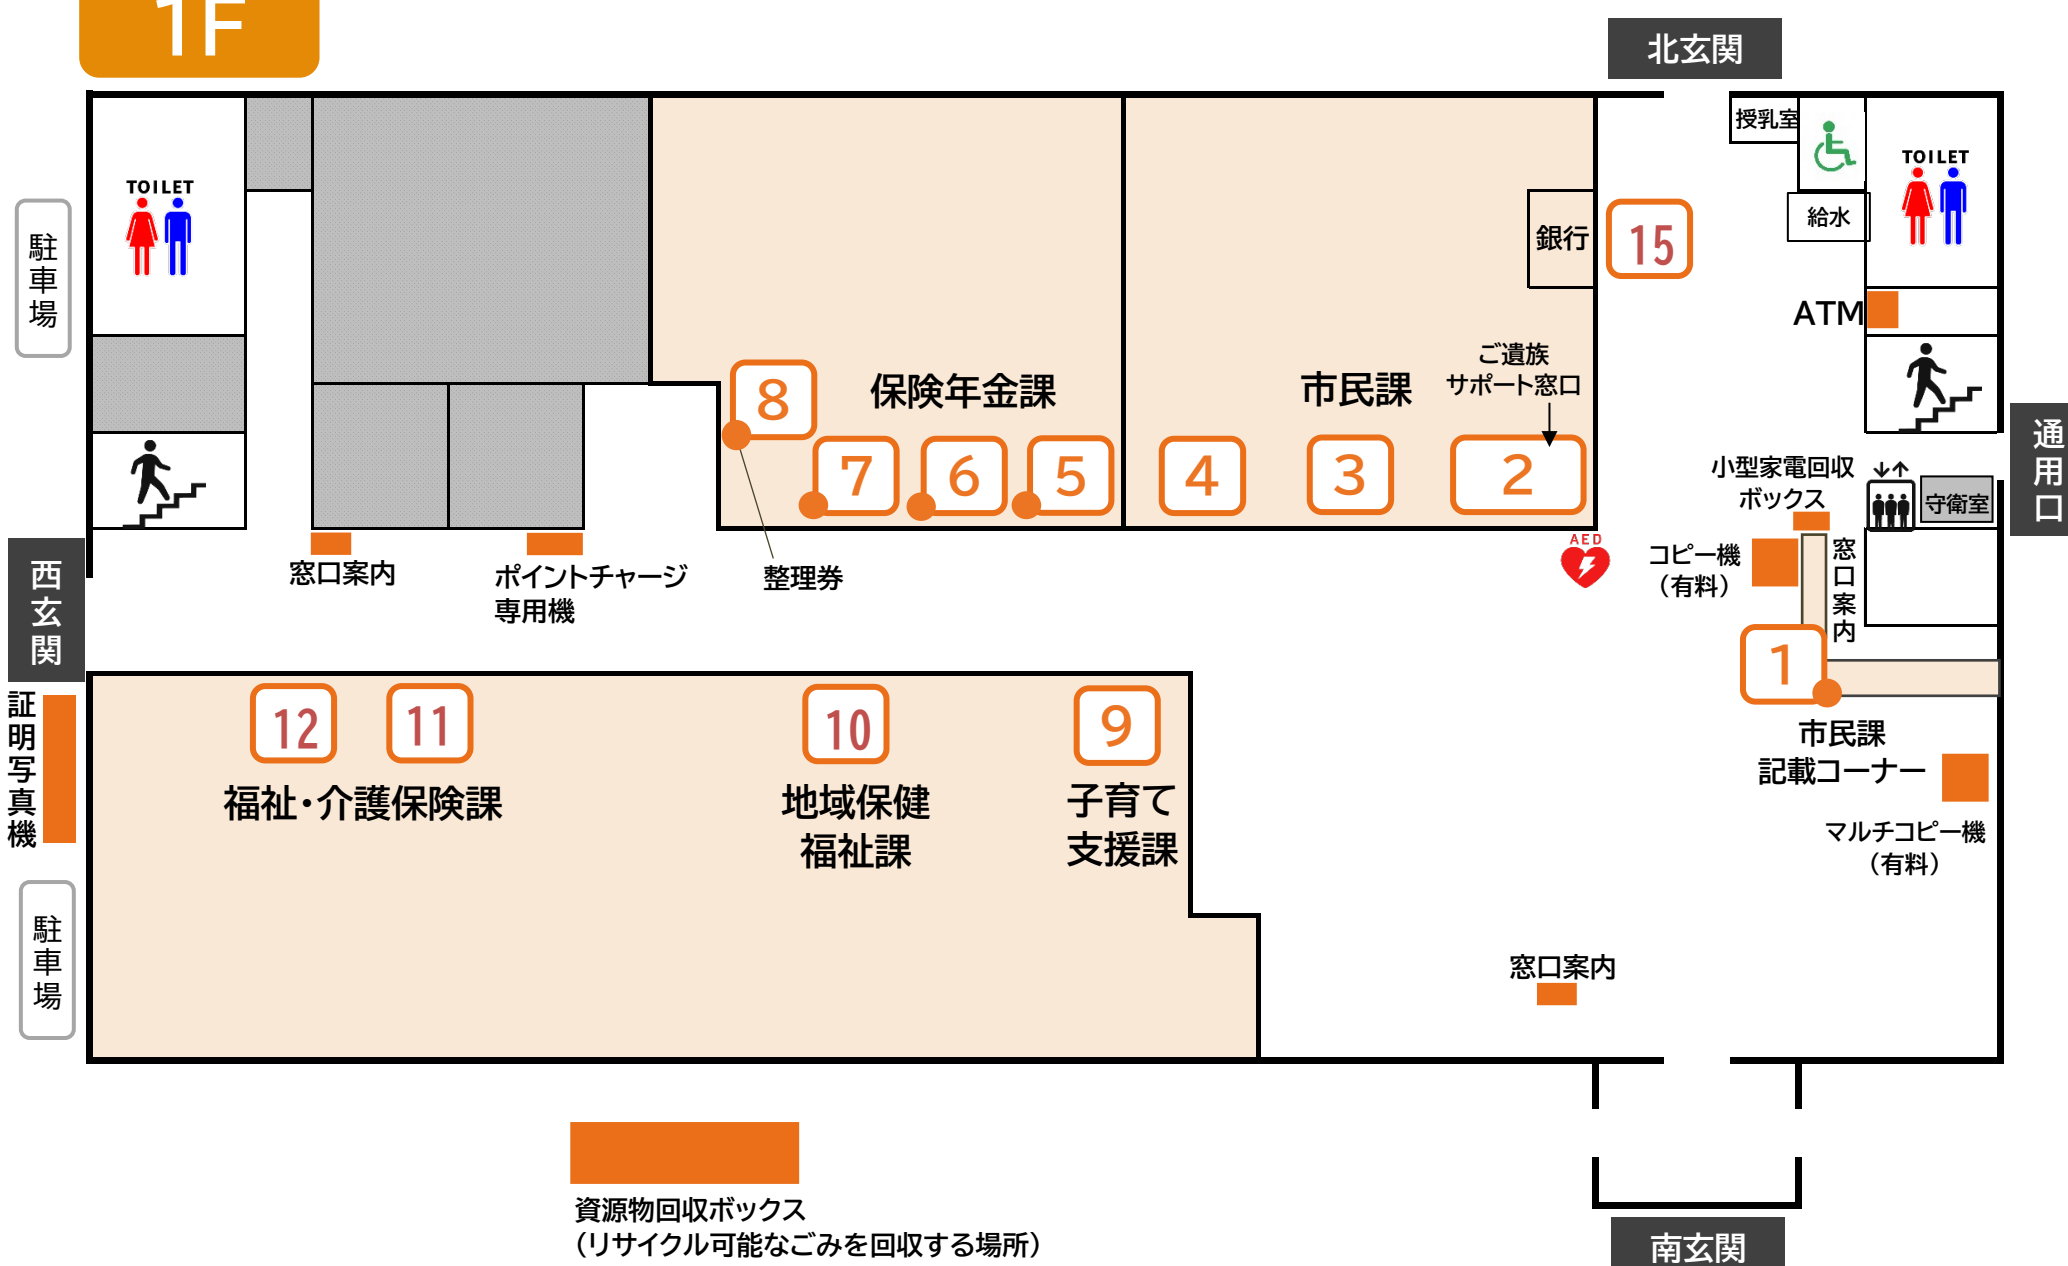 1F
北玄関
授乳室
TOILET
TOILET
給水
駐車場
銀行
15
ATM
ご遺族
サポート窓口
8
保険年金課
市民課
7
6
5
4
3
2
通用口
小型家電回収
ボックス
守衛室
AED
コピー機
（有料）
窓口案内
西玄関
窓口案内
ポイントチャージ
専用機
整理券
1
証明写真機
12
11
10
9
市民課
記載コーナー
福祉・介護保険課
地域保健
福祉課
子育て
支援課
マルチコピー機
（有料）
駐車場
窓口案内
資源物回収ボックス
（リサイクル可能なごみを回収する場所）
南玄関